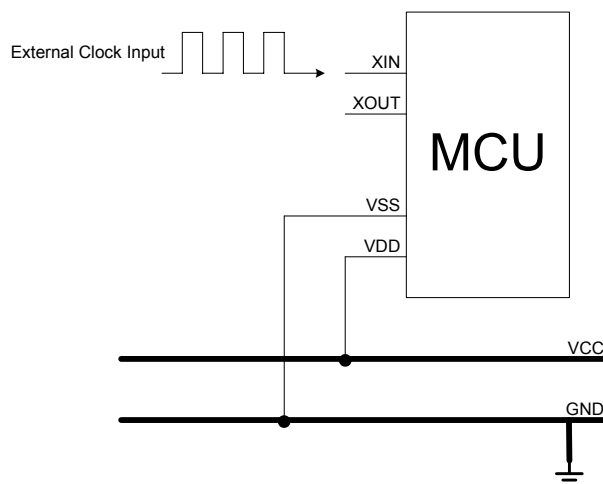 External Clock Input
XIN
XOUT
MCU
VSS
VDD
VCC
GND